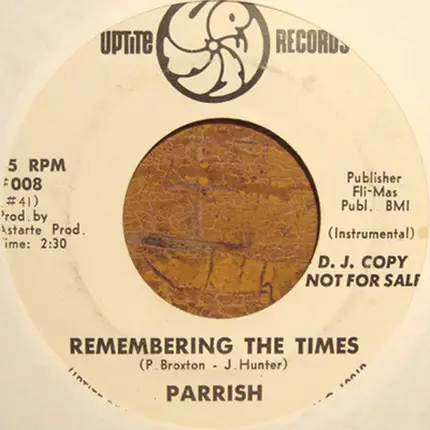 UPTITE RECORDS
5 RPM
#008
#41)
Prod. by
Astarte Prod.
Time: 2:30
Publisher
Fli-Mas
Publ. BMI
(Instrumental)
D. J. COPY
NOT FOR SALE
REMEMBERING THE TIMES
(P. Broxton - J. Hunter)
PARRISH